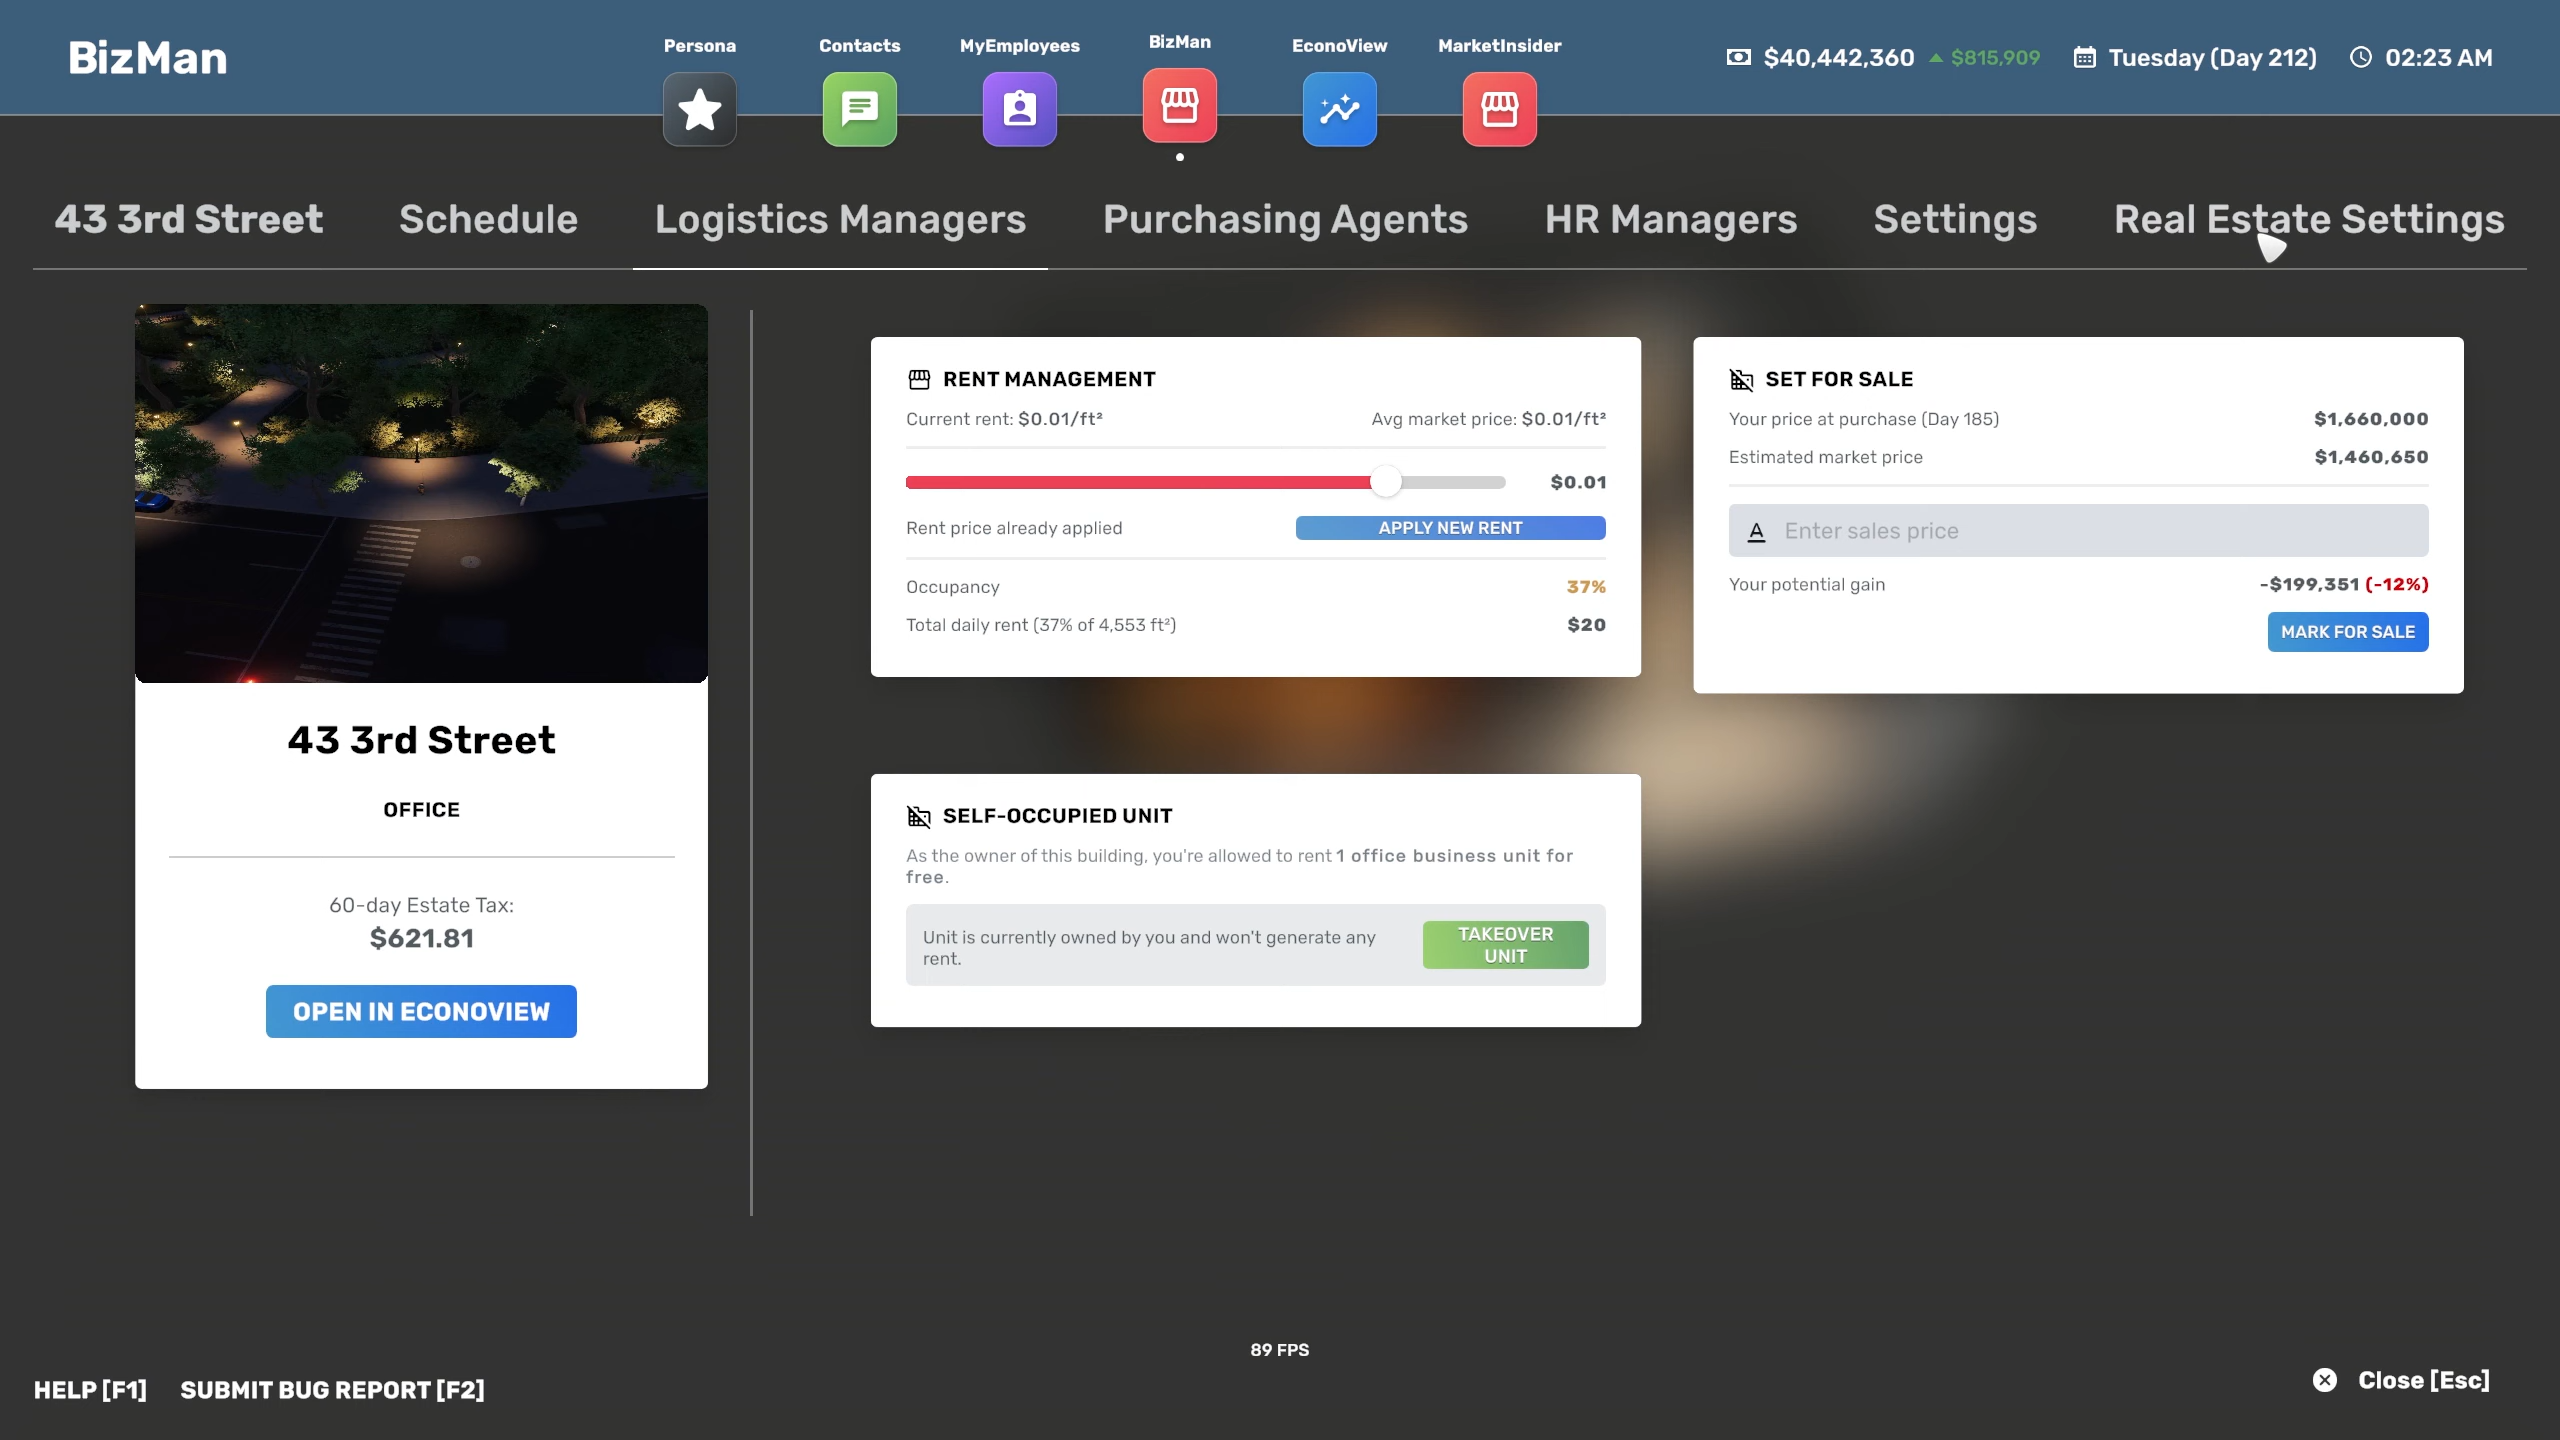 BizMan
Persona
Contacts
MyEmployees
BizMan
EconoView
MarketInsider
$40,442,360
$815,909
Tuesday (Day 212)
02:23 AM
43 3rd Street
Schedule
Logistics Managers
Purchasing Agents
HR Managers
Settings
Real Estate Settings
43 3rd Street
OFFICE
60-day Estate Tax:
$621.81
OPEN IN ECONOVIEW
RENT MANAGEMENT
Current rent: $0.01/ft²
Avg market price: $0.01/ft²
$0.01
Rent price already applied
APPLY NEW RENT
Occupancy
37%
Total daily rent (37% of 4,553 ft²)
$20
SET FOR SALE
Your price at purchase (Day 185)
$1,660,000
Estimated market price
$1,460,650
A Enter sales price
Your potential gain
-$199,351 (-12%)
MARK FOR SALE
SELF-OCCUPIED UNIT
As the owner of this building, you're allowed to rent 1 office business unit for
free.
Unit is currently owned by you and won't generate any
rent.
TAKEOVER
UNIT
89 FPS
HELP [F1]
SUBMIT BUG REPORT [F2]
Close [Esc]